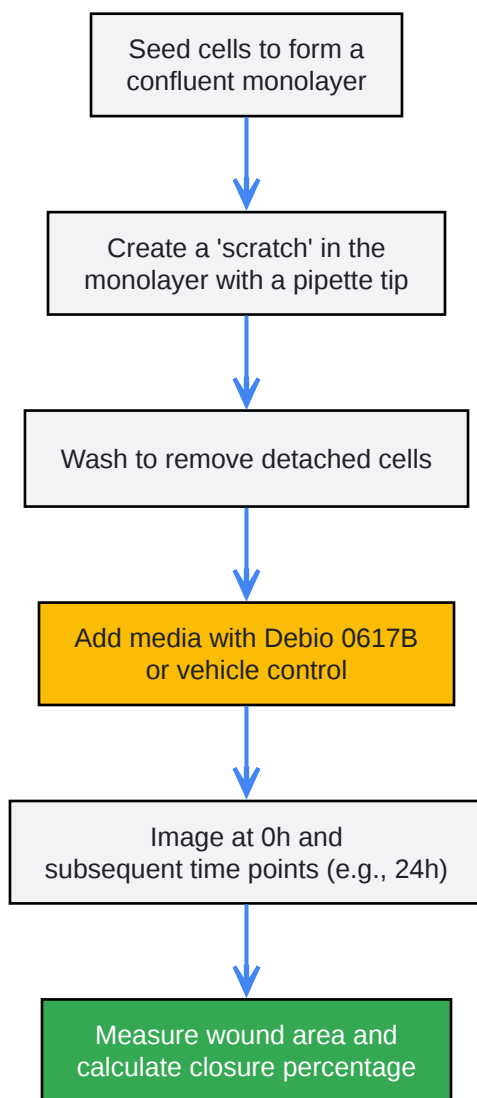 Seed cells to form a
confluent monolayer
Create a 'scratch' in the
monolayer with a pipette tip
Wash to remove detached cells
Add media with Debio 0617B
or vehicle control
Image at 0h and
subsequent time points (e.g., 24h)
Measure wound area and
calculate closure percentage